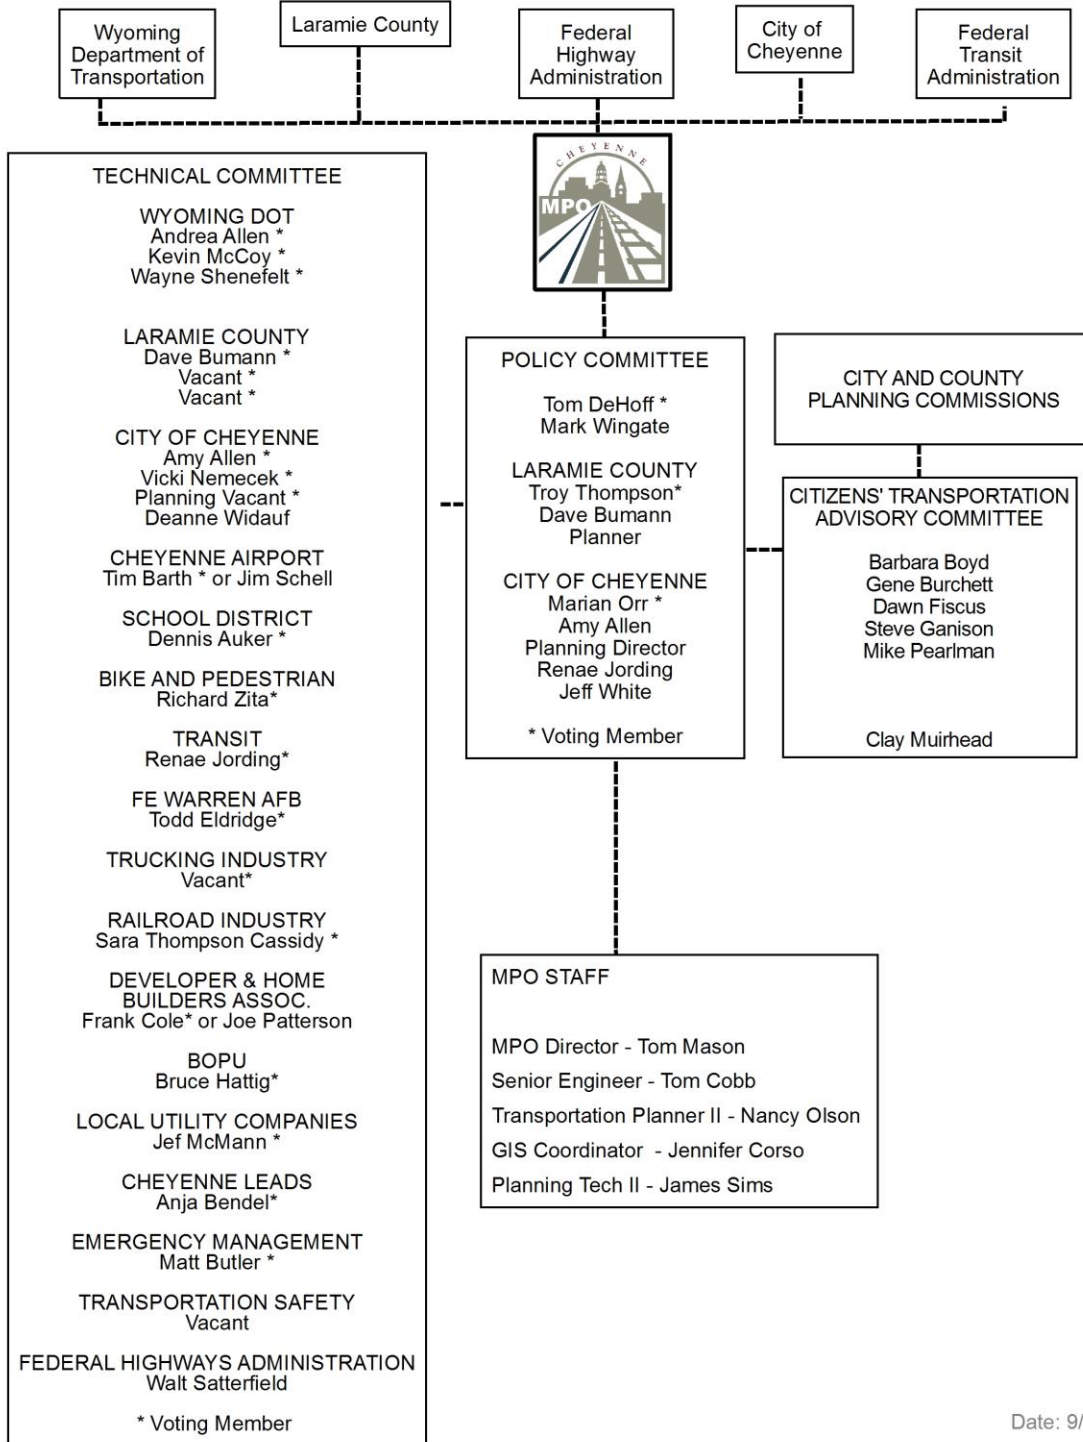 Wyoming
Department of
Transportation
Laramie County
Federal
Highway
Administration
City of
Cheyenne
Federal
Transit
Administration
CHEYENNE
MPO
TECHNICAL COMMITTEE
WYOMING DOT
Andrea Allen *
Kevin McCoy *
Wayne Shenefelt *
LARAMIE COUNTY
Dave Bumann *
Vacant *
Vacant *
CITY OF CHEYENNE
Amy Allen *
Vicki Nemecek *
Planning Vacant *
Deanne Widauf
CHEYENNE AIRPORT
Tim Barth * or Jim Schell
SCHOOL DISTRICT
Dennis Auker *
BIKE AND PEDESTRIAN
Richard Zita*
TRANSIT
Renae Jording*
FE WARREN AFB
Todd Eldridge*
TRUCKING INDUSTRY
Vacant*
RAILROAD INDUSTRY
Sara Thompson Cassidy *
DEVELOPER & HOME
BUILDERS ASSOC.
Frank Cole* or Joe Patterson
BOPU
Bruce Hattig*
LOCAL UTILITY COMPANIES
Jef McMann *
CHEYENNE LEADS
Anja Bendel*
EMERGENCY MANAGEMENT
Matt Butler *
TRANSPORTATION SAFETY
Vacant
FEDERAL HIGHWAYS ADMINISTRATION
Walt Satterfield
* Voting Member
POLICY COMMITTEE
Tom DeHoff *
Mark Wingate
LARAMIE COUNTY
Troy Thompson*
Dave Bumann
Planner
CITY OF CHEYENNE
Marian Orr *
Amy Allen
Planning Director
Renae Jording
Jeff White
* Voting Member
CITY AND COUNTY
PLANNING COMMISSIONS
CITIZENS' TRANSPORTATION
ADVISORY COMMITTEE
Barbara Boyd
Gene Burchett
Dawn Fiscus
Steve Ganison
Mike Pearlman
Clay Muirhead
MPO STAFF
MPO Director - Tom Mason
Senior Engineer - Tom Cobb
Transportation Planner II - Nancy Olson
GIS Coordinator - Jennifer Corso
Planning Tech II - James Sims
Date: 9/